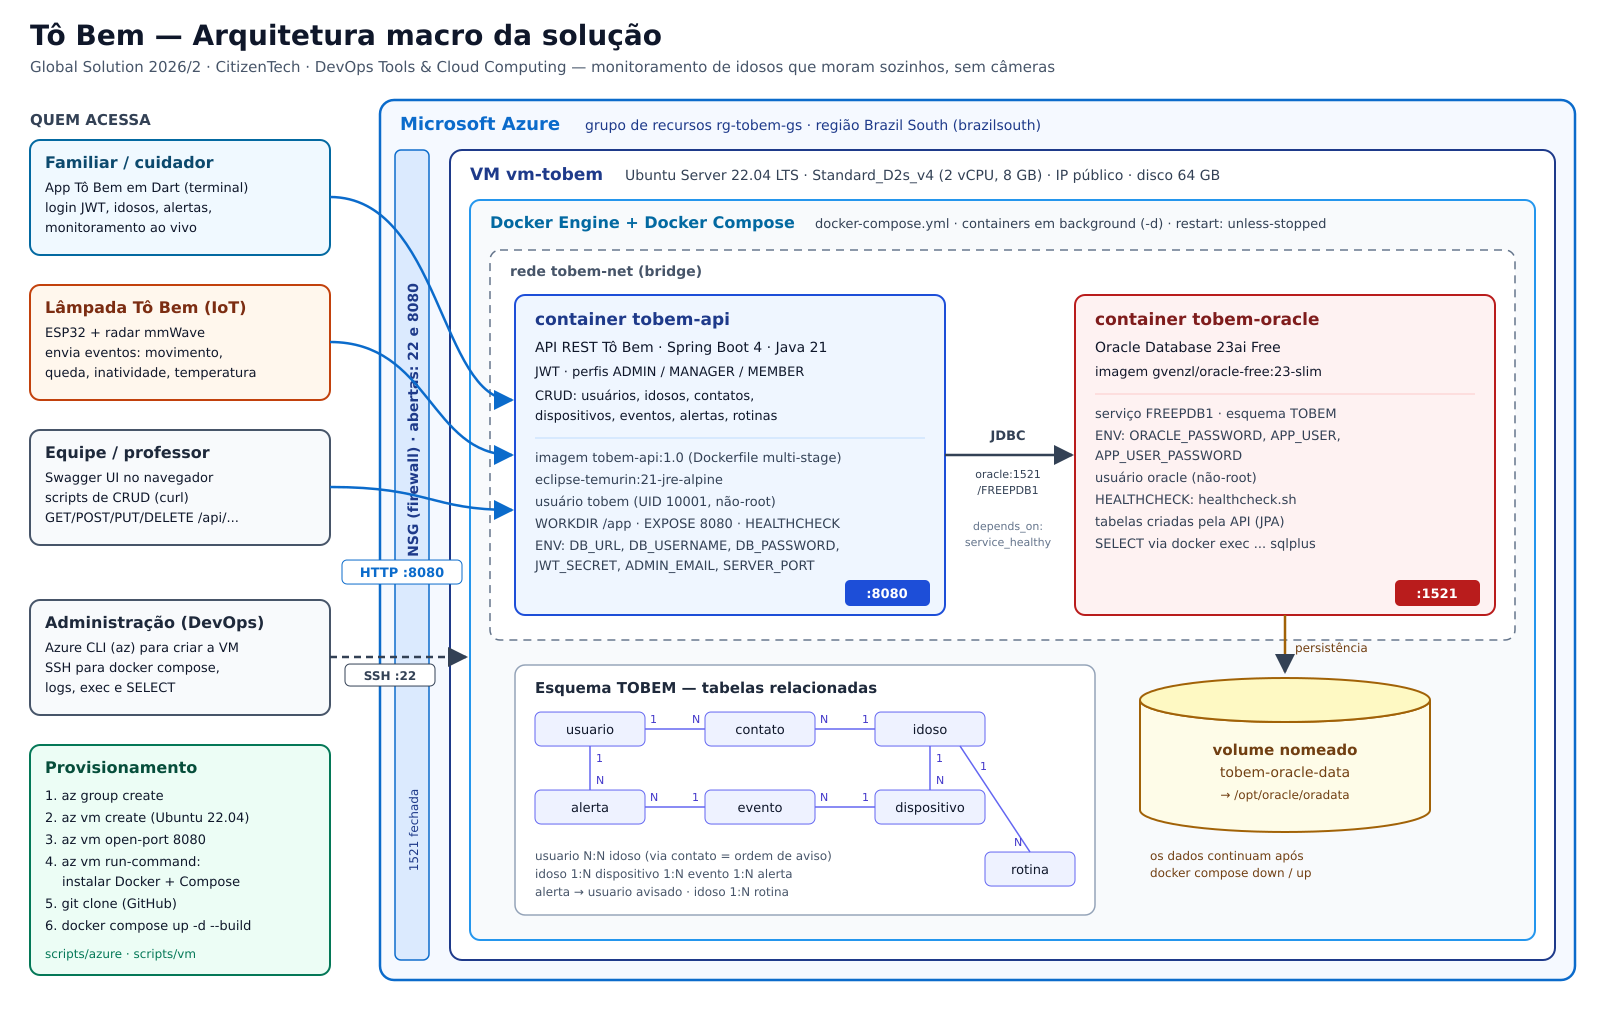 Tô Bem — Arquitetura macro da solução
Global Solution 2026/2 · CitizenTech · DevOps Tools & Cloud Computing — monitoramento de idosos que moram sozinhos, sem câmeras
QUEM ACESSA
Familiar / cuidador
App Tô Bem em Dart (terminal)
login JWT, idosos, alertas,
monitoramento ao vivo
Lâmpada Tô Bem (IoT)
ESP32 + radar mmWave
envia eventos: movimento,
queda, inatividade, temperatura
Equipe / professor
Swagger UI no navegador
scripts de CRUD (curl)
GET/POST/PUT/DELETE /api/...
HTTP :8080
Administração (DevOps)
Azure CLI (az) para criar a VM
SSH para docker compose,
logs, exec e SELECT
SSH :22
Provisionamento
1. az group create
2. az vm create (Ubuntu 22.04)
3. az vm open-port 8080
4. az vm run-command:
instalar Docker + Compose
5. git clone (GitHub)
6. docker compose up -d --build
scripts/azure · scripts/vm
Microsoft Azure grupo de recursos rg-tobem-gs · região Brazil South (brazilsouth)
NSG (firewall) · abertas: 22 e 8080
1521 fechada
VM vm-tobem Ubuntu Server 22.04 LTS · Standard_D2s_v4 (2 vCPU, 8 GB) · IP público · disco 64 GB
Docker Engine + Docker Compose docker-compose.yml · containers em background (-d) · restart: unless-stopped
rede tobem-net (bridge)
container tobem-api
API REST Tô Bem · Spring Boot 4 · Java 21
JWT · perfis ADMIN / MANAGER / MEMBER
CRUD: usuários, idosos, contatos,
dispositivos, eventos, alertas, rotinas
imagem tobem-api:1.0 (Dockerfile multi-stage)
eclipse-temurin:21-jre-alpine
usuário tobem (UID 10001, não-root)
WORKDIR /app · EXPOSE 8080 · HEALTHCHECK
ENV: DB_URL, DB_USERNAME, DB_PASSWORD,
JWT_SECRET, ADMIN_EMAIL, SERVER_PORT
:8080
JDBC
oracle:1521
/FREEPDB1
depends_on:
service_healthy
container tobem-oracle
Oracle Database 23ai Free
imagem gvenzl/oracle-free:23-slim
serviço FREEPDB1 · esquema TOBEM
ENV: ORACLE_PASSWORD, APP_USER,
APP_USER_PASSWORD
usuário oracle (não-root)
HEALTHCHECK: healthcheck.sh
tabelas criadas pela API (JPA)
SELECT via docker exec ... sqlplus
:1521
persistência
Esquema TOBEM — tabelas relacionadas
usuario 1 N contato N 1 idoso
1 1 1
N N
alerta N 1 evento N 1 dispositivo
N
rotina
usuario N:N idoso (via contato = ordem de aviso)
idoso 1:N dispositivo 1:N evento 1:N alerta
alerta → usuario avisado · idoso 1:N rotina
volume nomeado
tobem-oracle-data
→ /opt/oracle/oradata
os dados continuam após
docker compose down / up